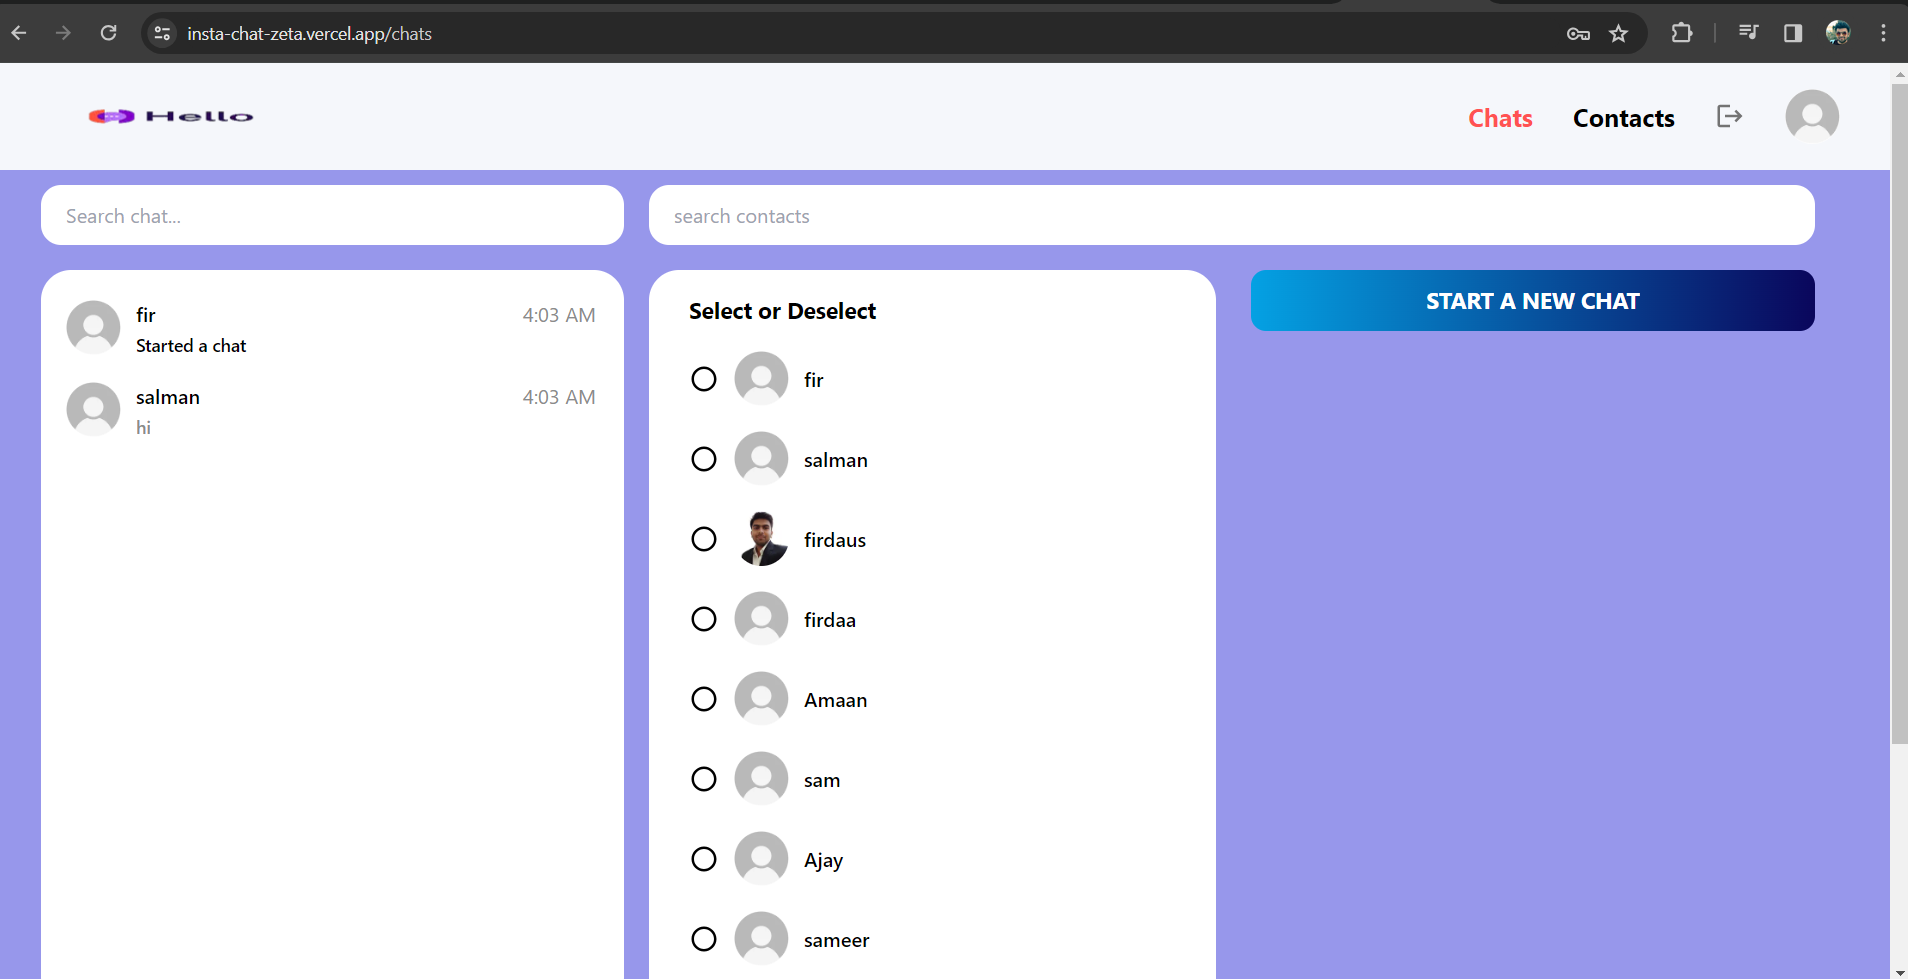 insta-chat-zeta.vercel.app/chats
Hello
Chats
Contacts
Search chat...
search contacts
fir
4:03 AM
Started a chat
salman
4:03 AM
hi
Select or Deselect
fir
salman
firdaus
firdaa
Amaan
sam
Ajay
sameer
START A NEW CHAT